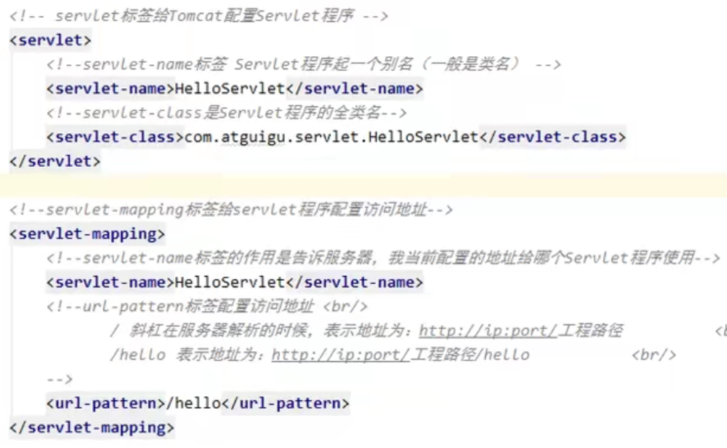 <!-- servlet标签给Tomcat配置Servlet程序 -->
<servlet>
<!--servlet-name标签 Servlet程序起一个别名（一般是类名） -->
<servlet-name>HelloServlet</servlet-name>
<!--servlet-class是Servlet程序的全类名-->
<servlet-class>com.atguigu.servlet.HelloServlet</servlet-class>
</servlet>
<!--servlet-mapping标签给servlet程序配置访问地址-->
<servlet-mapping>
<!--servlet-name标签的作用是告诉服务器，我当前配置的地址给哪个Servlet程序使用-->
<servlet-name>HelloServlet</servlet-name>
<!--url-pattern标签配置访问地址 <br/>
/ 斜杠在服务器解析的时候，表示地址为：http://ip:port/工程路径 <b
/hello 表示地址为：http://ip:port/工程路径/hello <br/>
-->
<url-pattern>/hello</url-pattern>
</servlet-mapping>